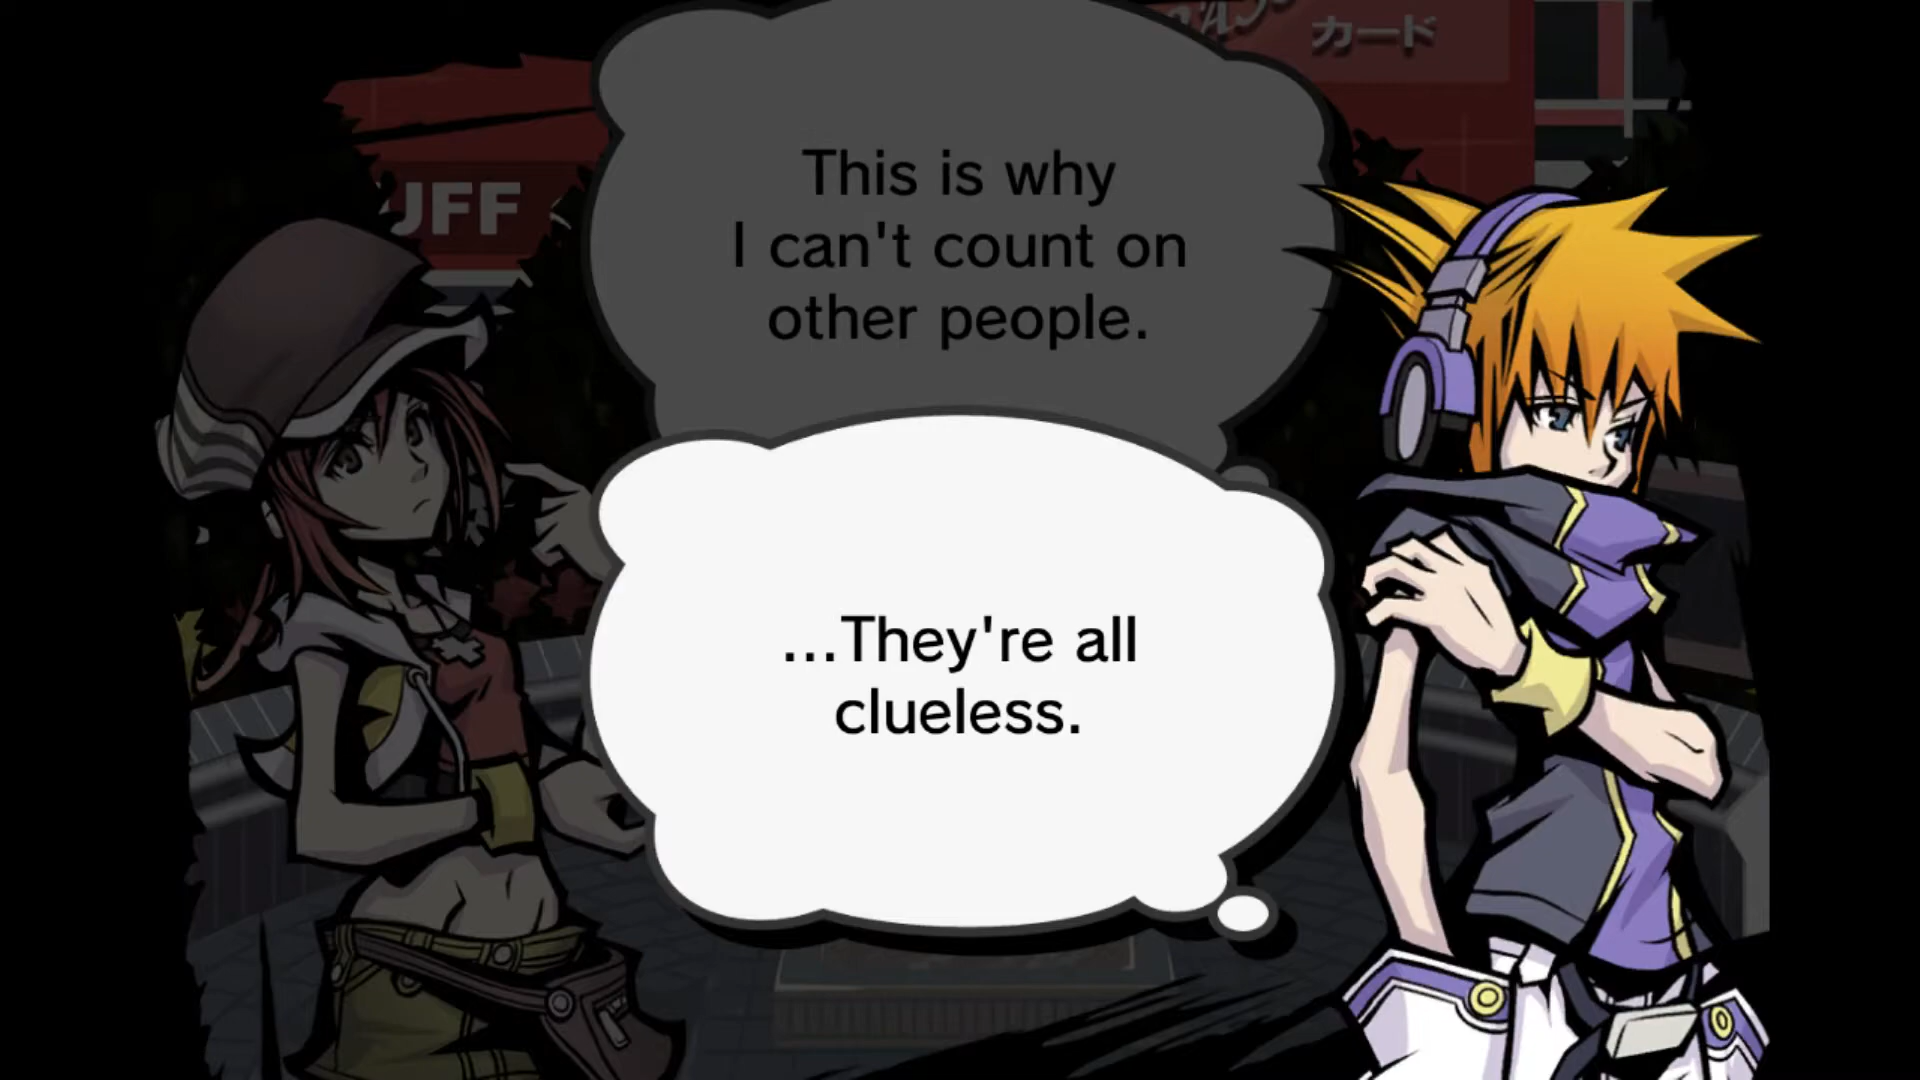 カード
UFF
This is why
I can't count on
other people.
...They're all
clueless.